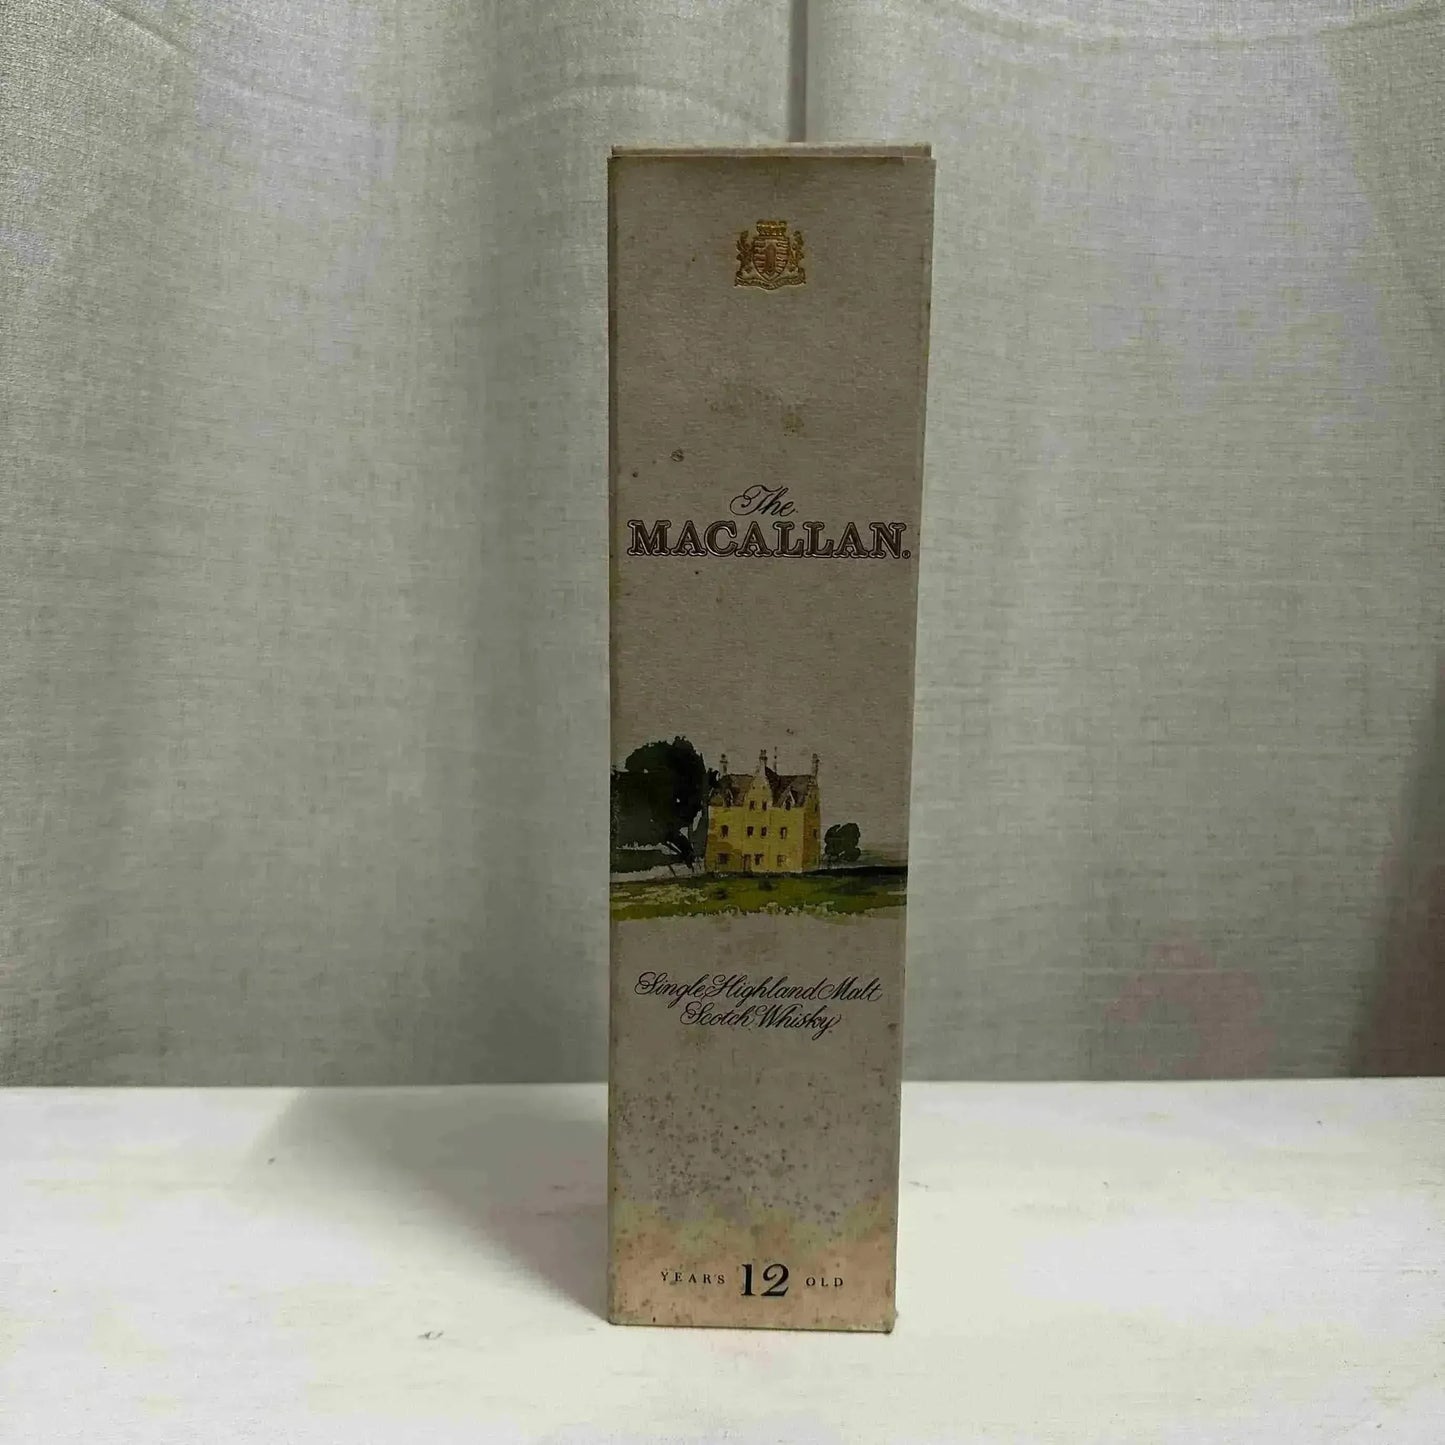 The
MACALLAN®
Single Highland Malt
Scotch Whisky
YEARS 12 OLD